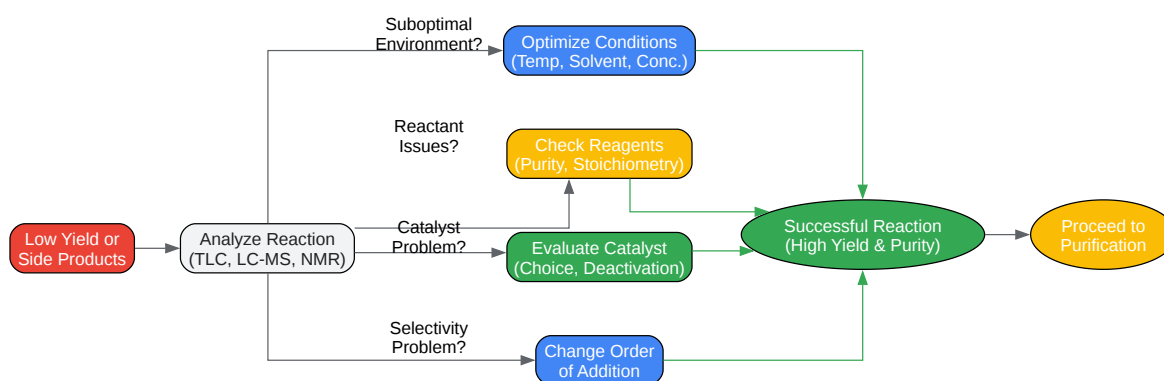 Suboptimal
Environment?
Optimize Conditions
(Temp, Solvent, Conc.)
Reactant
Issues?
Check Reagents
(Purity, Stoichiometry)
Low Yield or
Side Products
Analyze Reaction
(TLC, LC-MS, NMR)
Catalyst
Problem?
Evaluate Catalyst
(Choice, Deactivation)
Successful Reaction
(High Yield & Purity)
Proceed to
Purification
Selectivity
Problem?
Change Order
of Addition